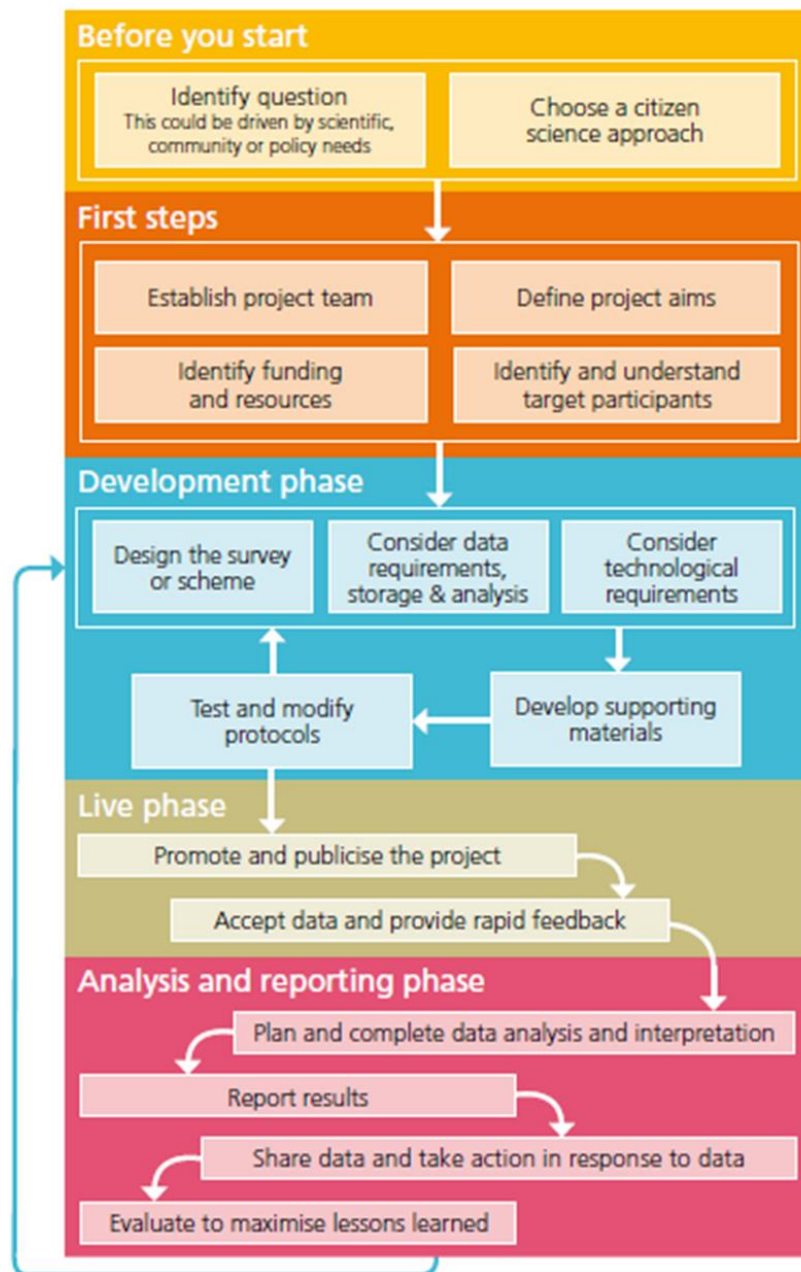 Before you start
Identify question
This could be driven by scientific,
community or policy needs
Choose a citizen
science approach
First steps
Establish project team
Define project aims
Identify funding
and resources
Identify and understand
target participants
Development phase
Design the survey
or scheme
Consider data
requirements,
storage & analysis
Consider
technological
requirements
Test and modify
protocols
Develop supporting
materials
Live phase
Promote and publicise the project
Accept data and provide rapid feedback
Analysis and reporting phase
Plan and complete data analysis and interpretation
Report results
Share data and take action in response to data
Evaluate to maximise lessons learned